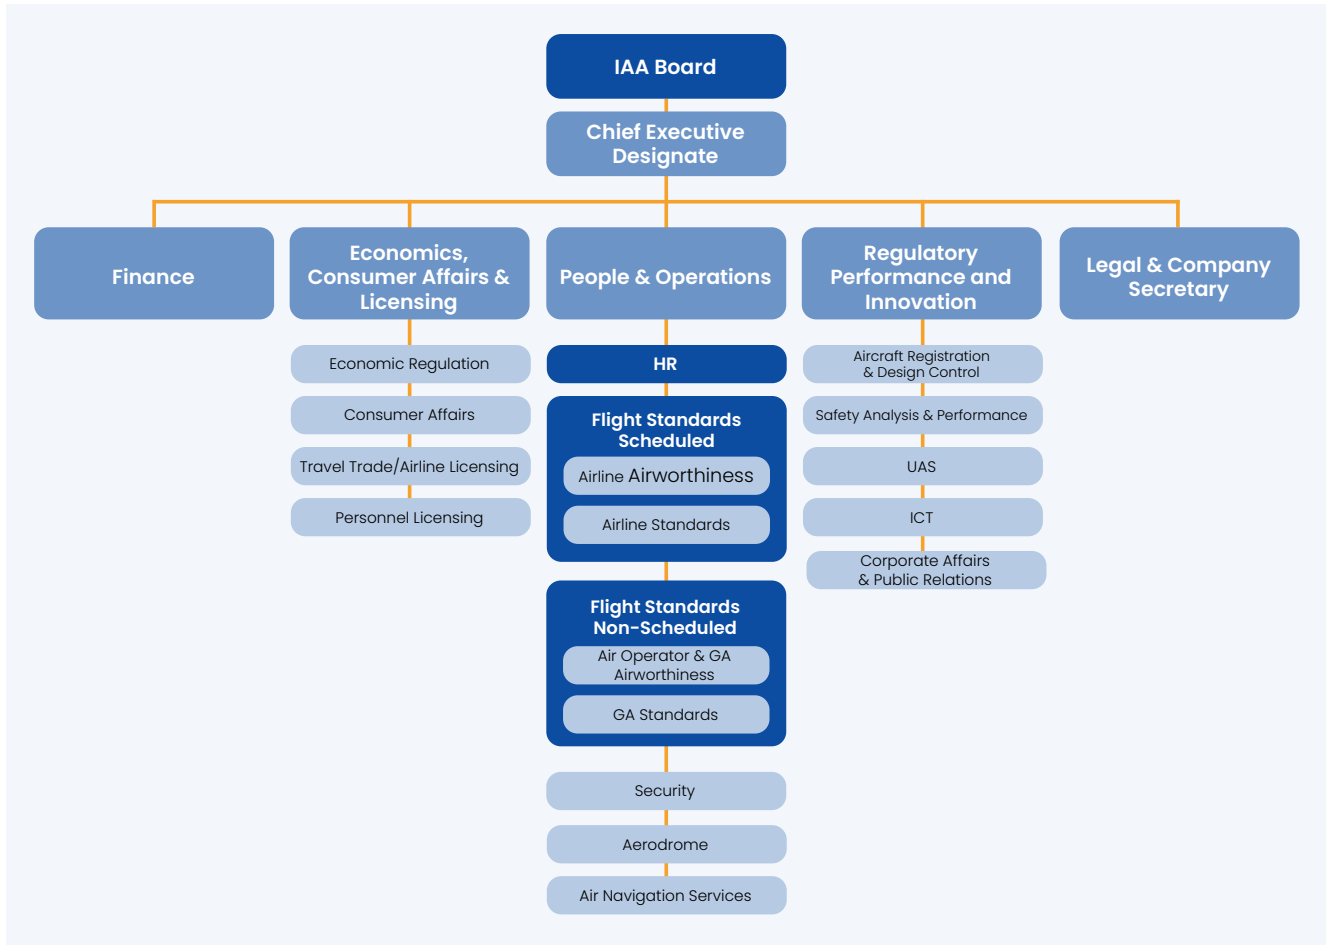 IAA Board
Chief Executive
Designate
Finance
Economics,
Consumer Affairs &
Licensing
People & Operations
Regulatory
Performance and
Innovation
Legal & Company
Secretary
Economic Regulation
Consumer Affairs
Travel Trade/Airline Licensing
Personnel Licensing
HR
Flight Standards
Scheduled
Airline Airworthiness
Airline Standards
Flight Standards
Non-Scheduled
Air Operator & GA
Airworthiness
GA Standards
Security
Aerodrome
Air Navigation Services
Aircraft Registration
& Design Control
Safety Analysis & Performance
UAS
ICT
Corporate Affairs
& Public Relations